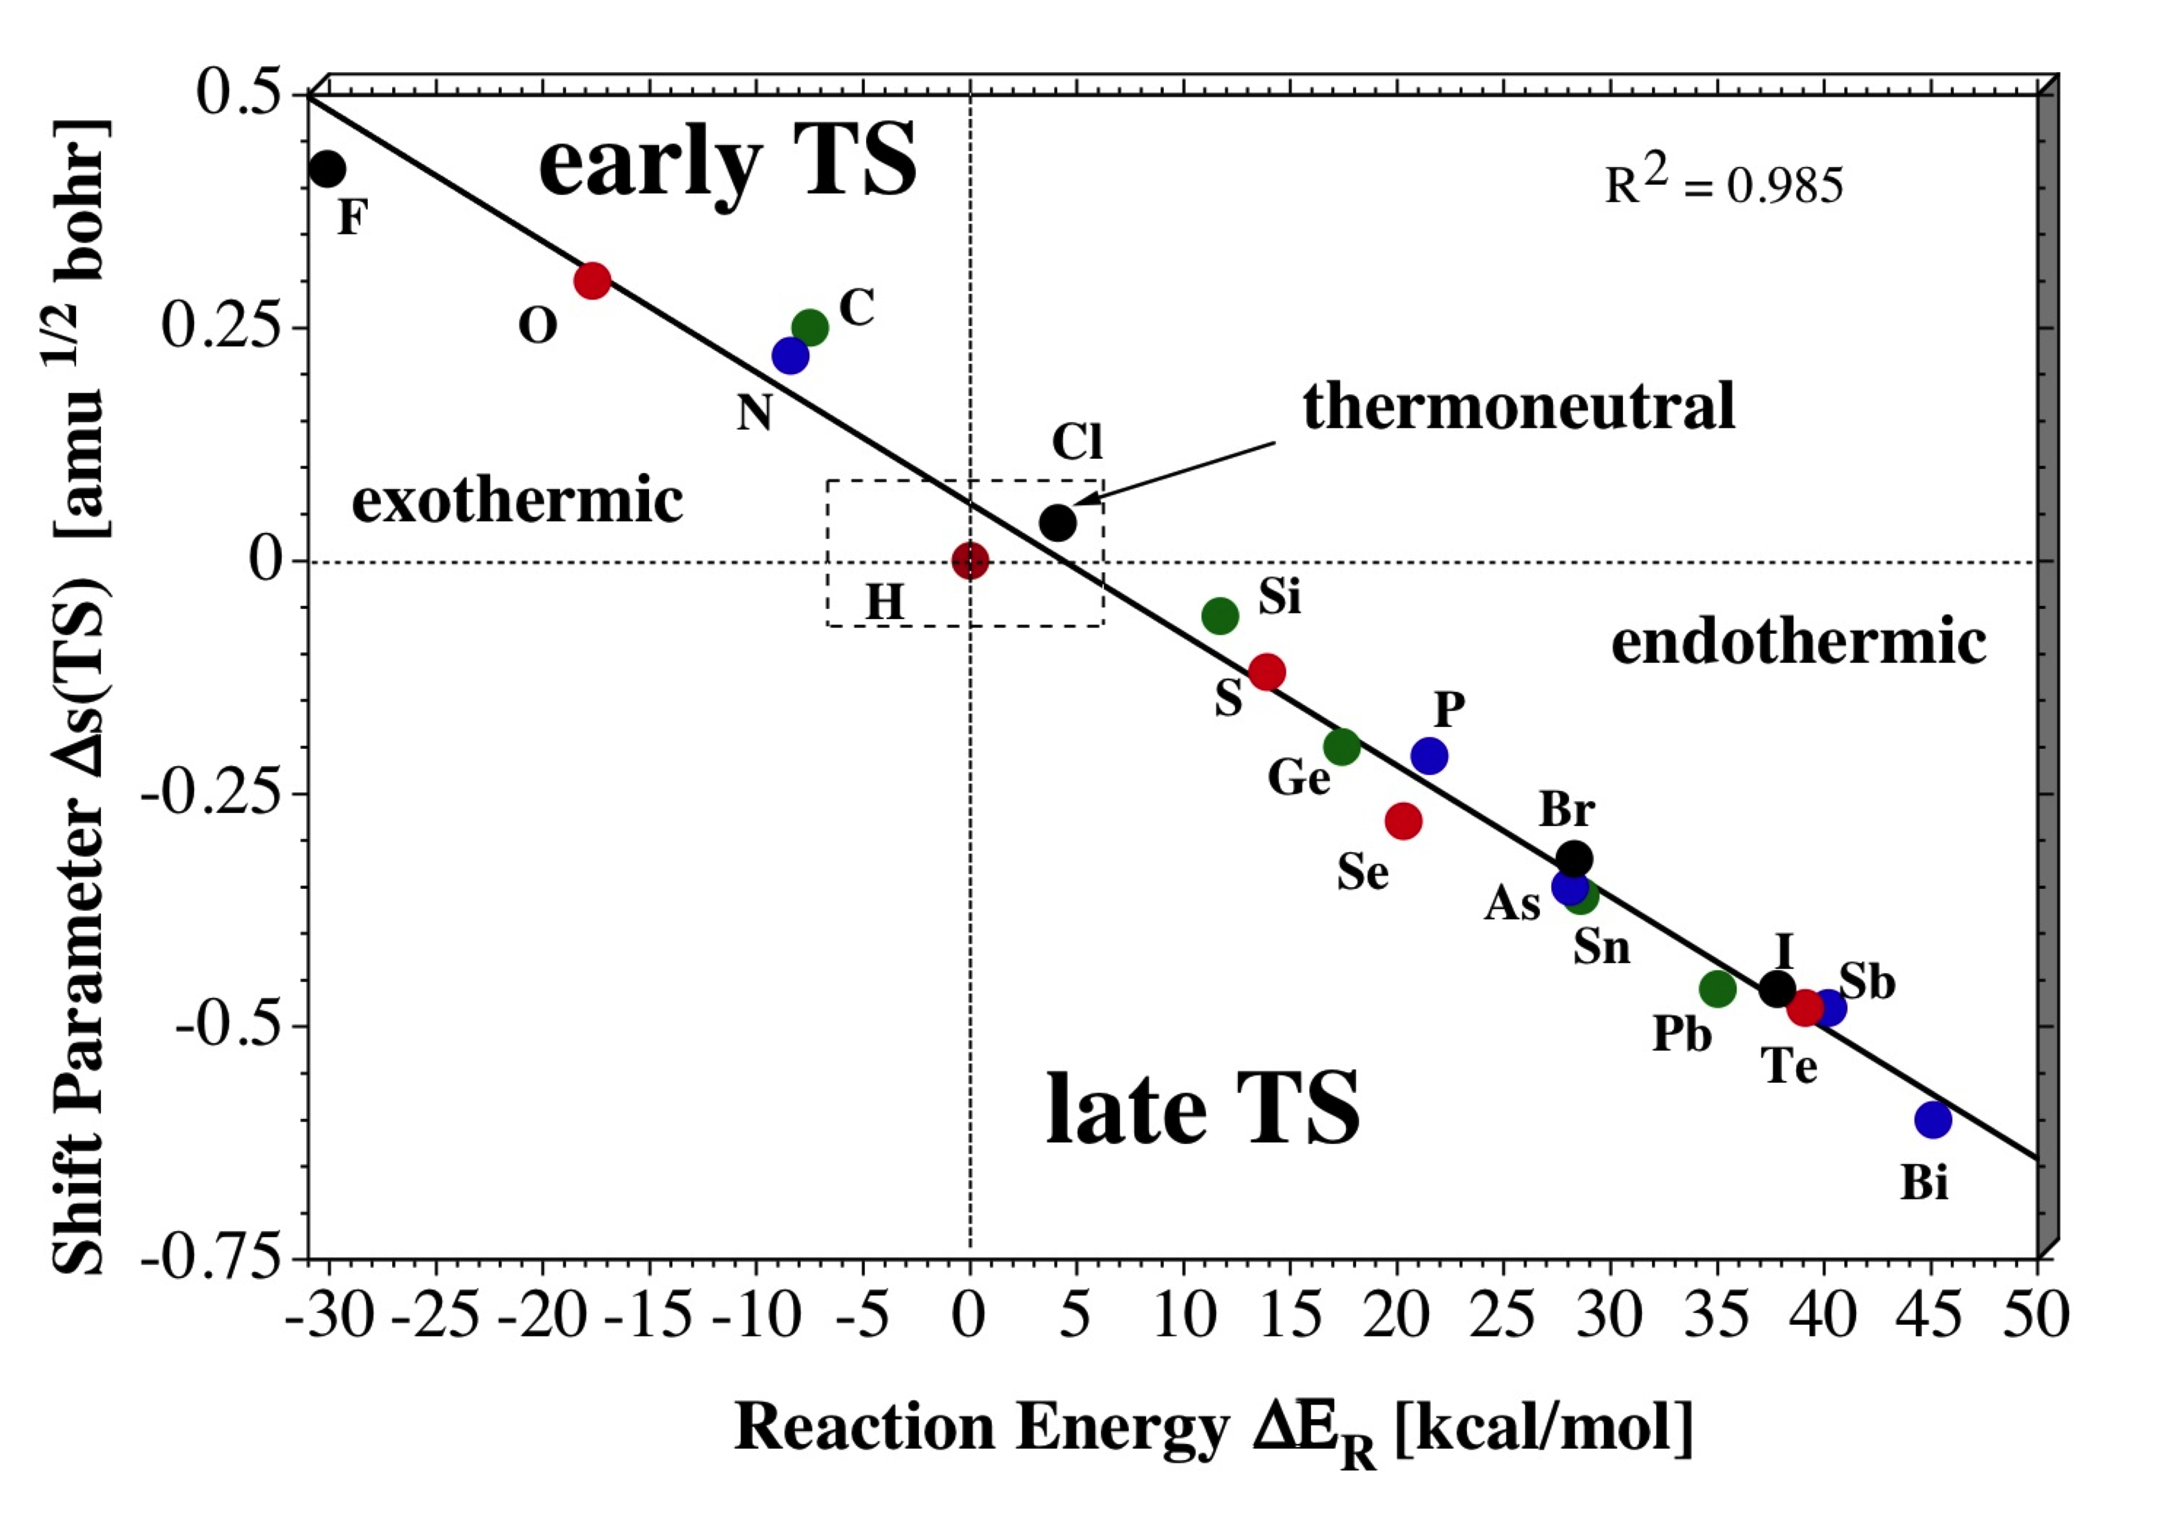 0.5
0.25
0
-0.25
-0.5
-0.75
Shift Parameter Δs(TS) [amu 1/2 bohr]
early TS
R2 = 0.985
F
O
C
N
thermoneutral
Cl
exothermic
H
Si
endothermic
S
P
Ge
Br
Se
As
Sn
I
Sb
Pb
Te
late TS
Bi
-30 -25 -20 -15 -10 -5 0 5 10 15 20 25 30 35 40 45 50
Reaction Energy ΔER [kcal/mol]